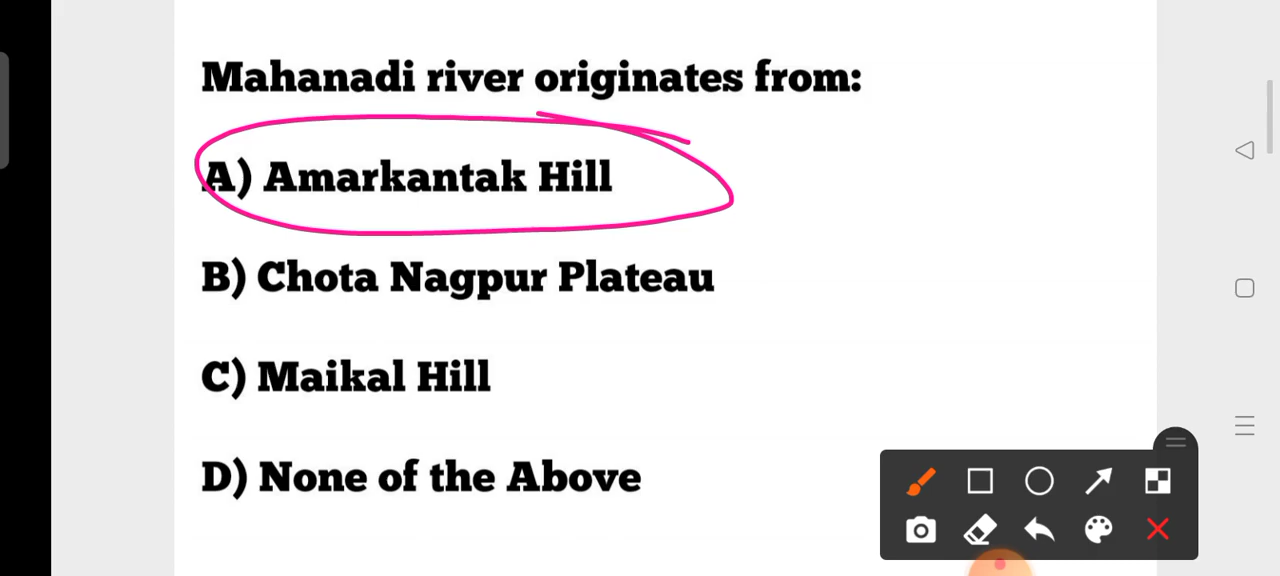 Mahanadi river originates from:
A) Amarkantak Hill
B) Chota Nagpur Plateau
C) Maikal Hill
D) None of the Above